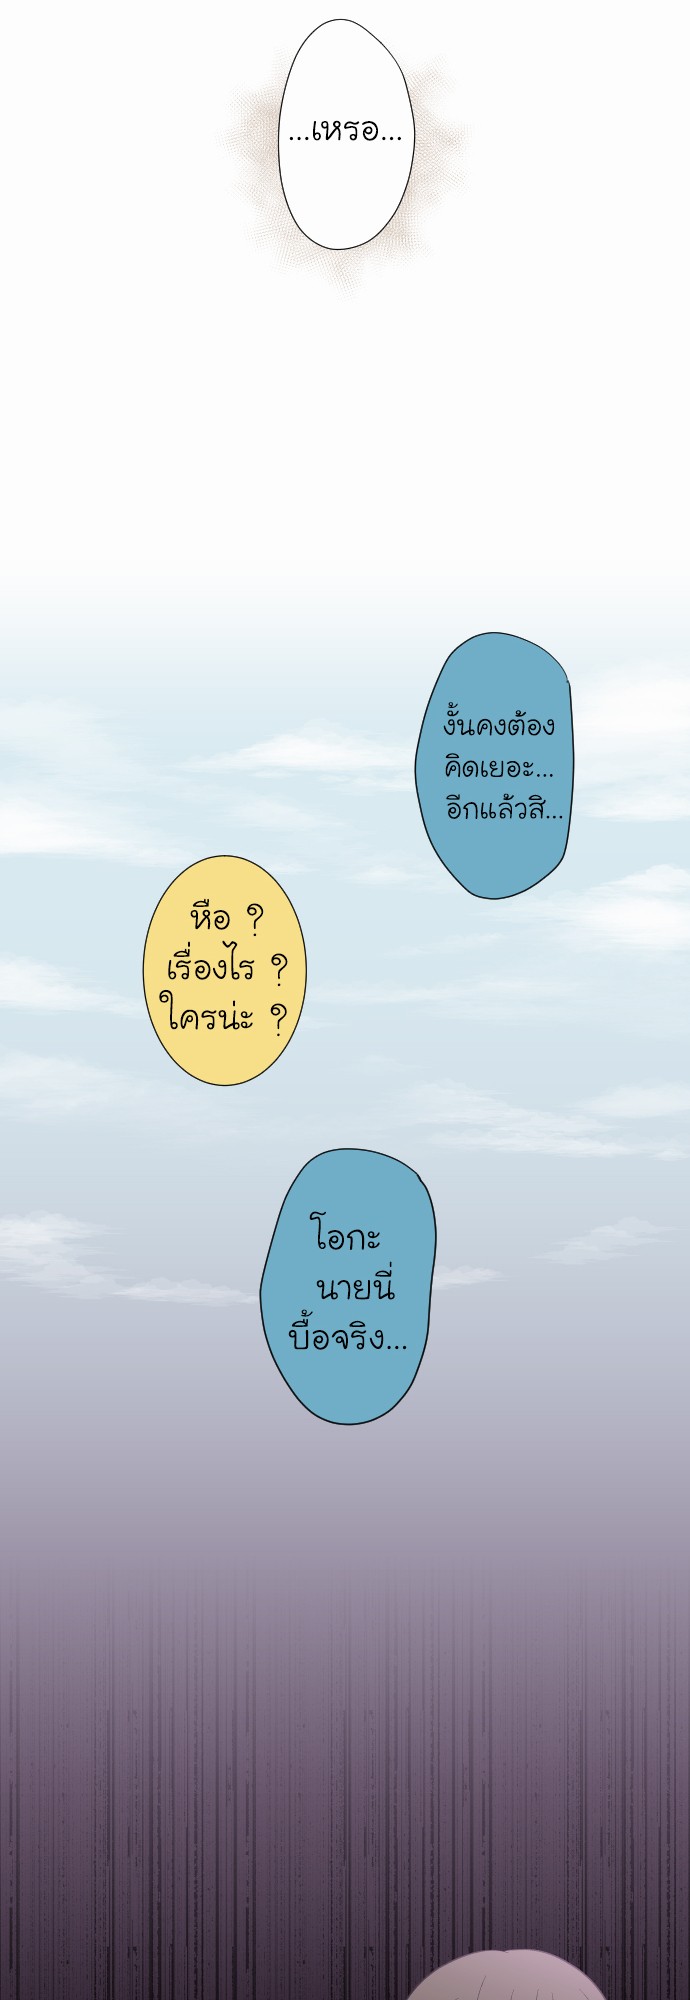 ...เหรอ...
งั้นคงต้อง
คิดเยอะ...
อีกแล้วสิ...
หือ ?
เรื่องไร ?
ใครน่ะ ?
โอกะ
นายนี่
บื้อจริง...